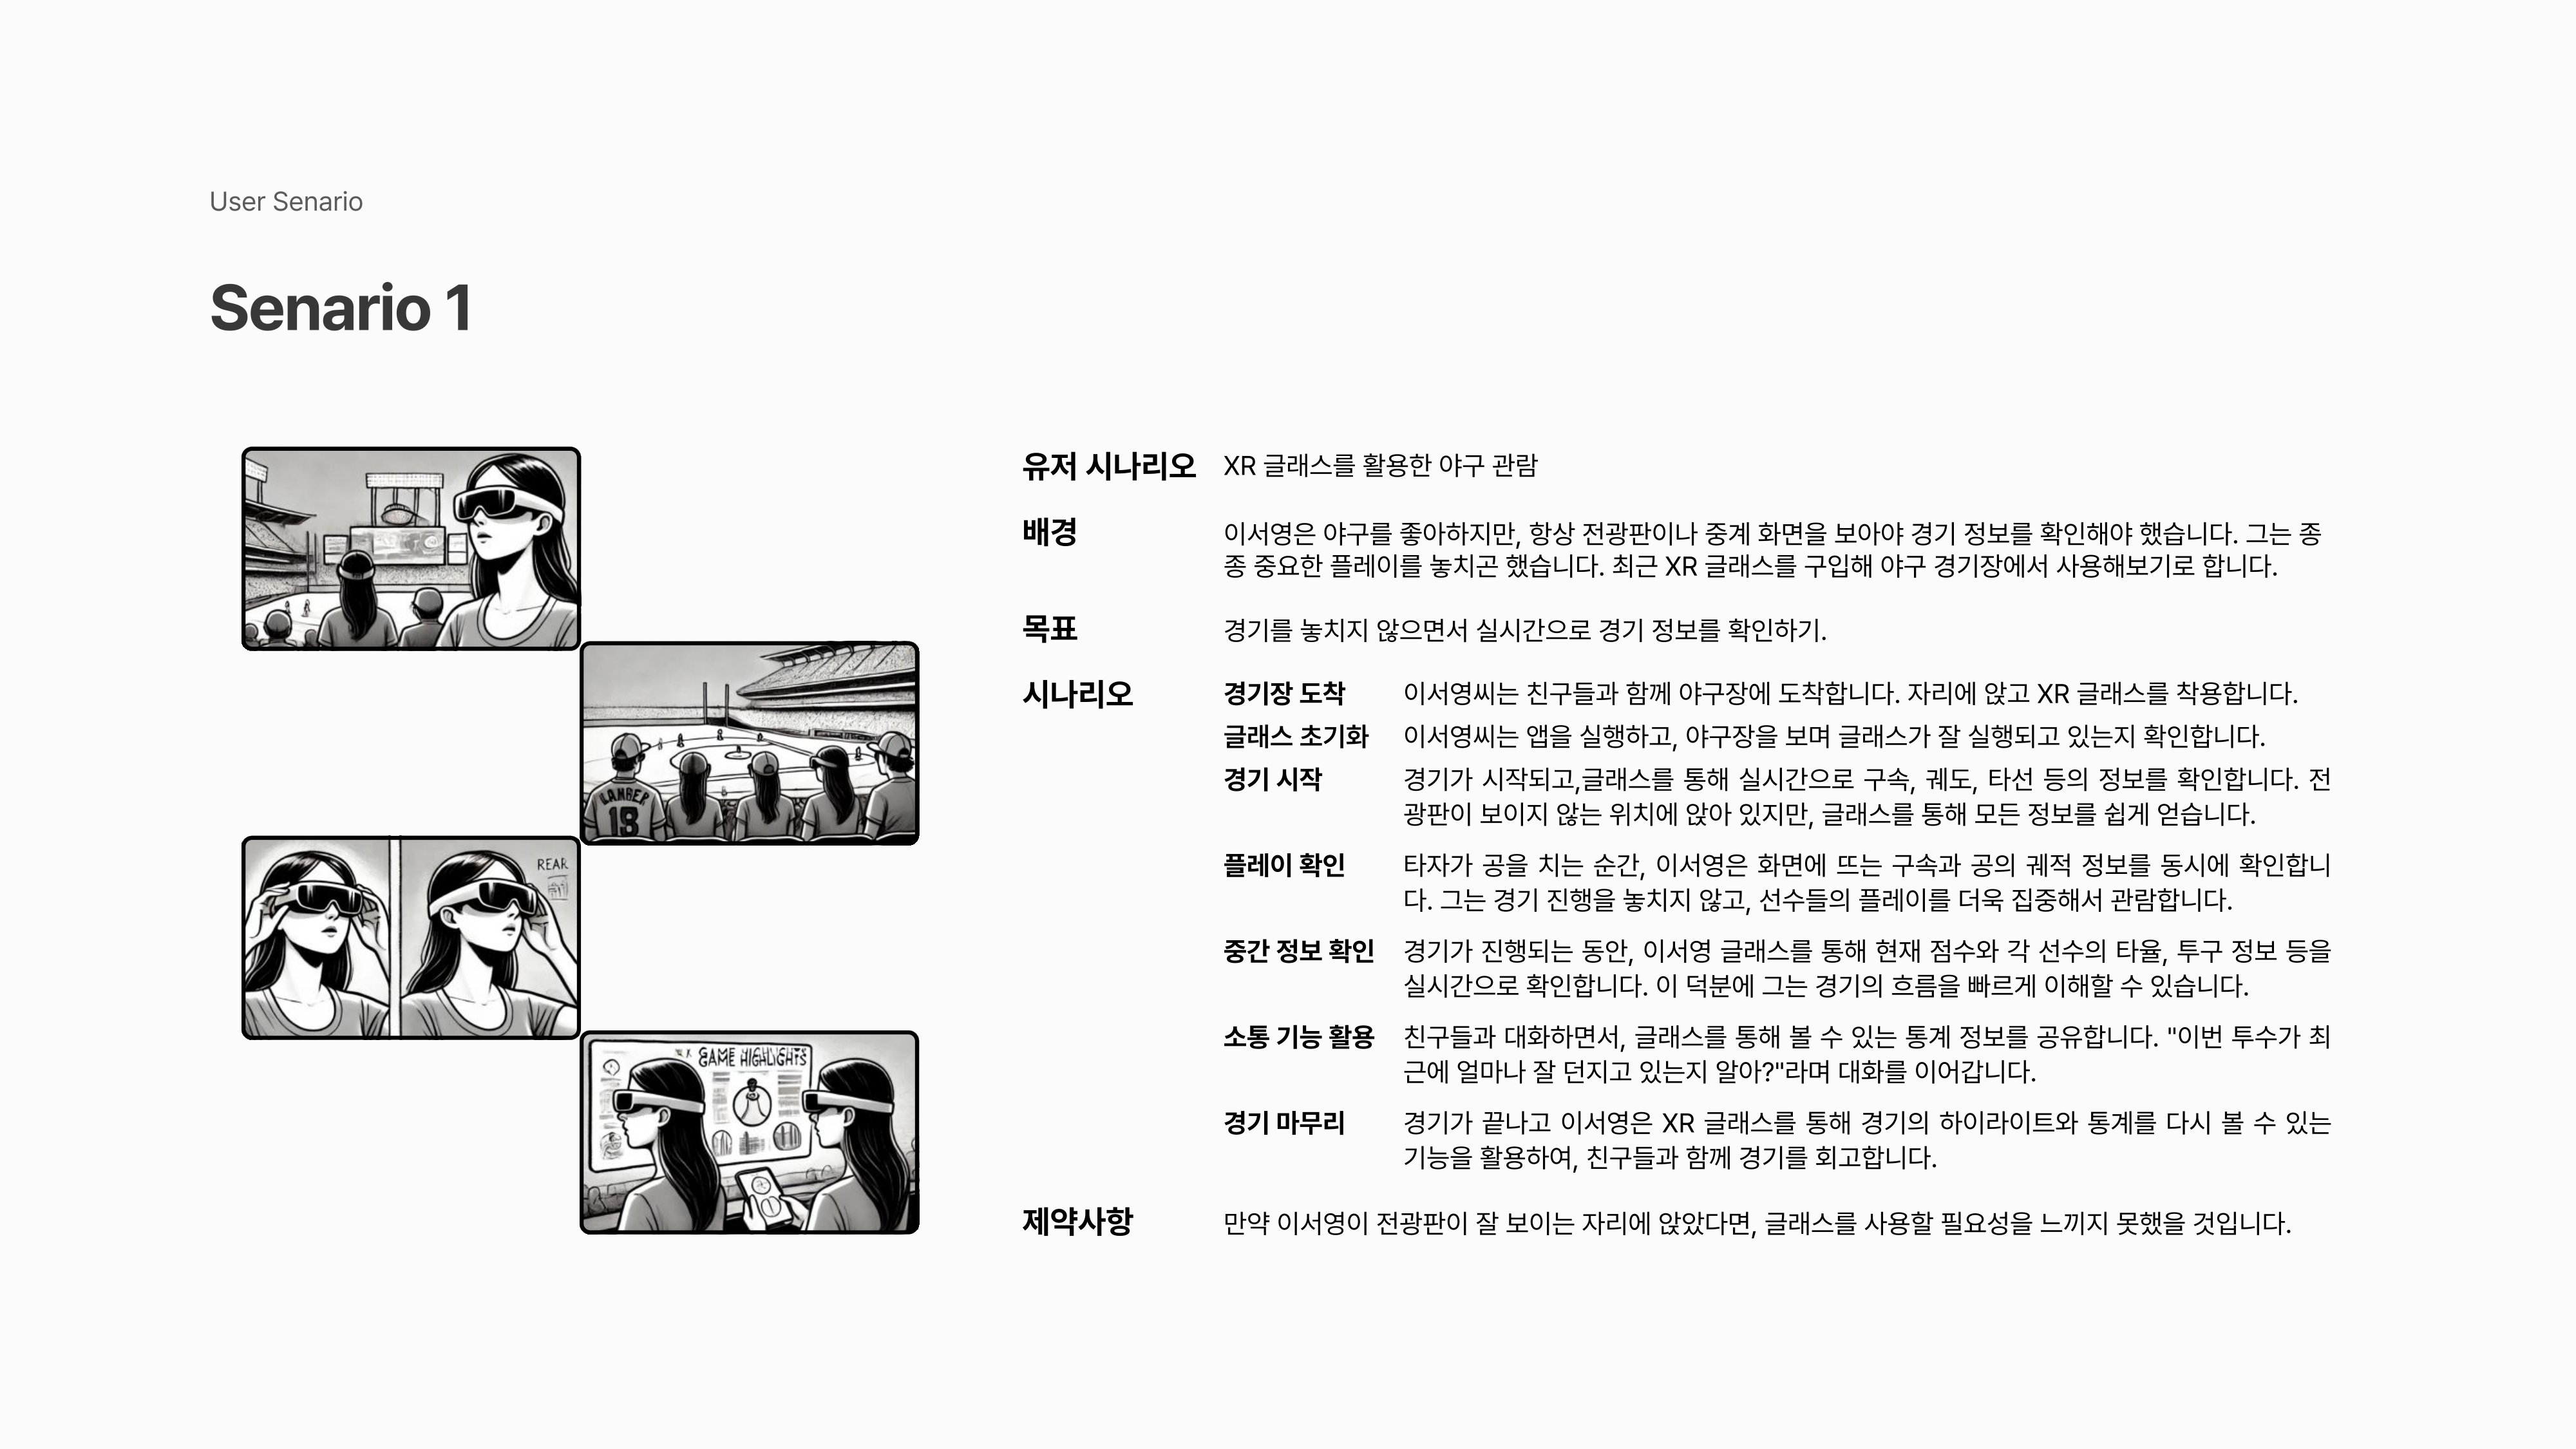 User Senario
Senario 1
LAMBER
18
REAR
GAME HIGHLIGHTS
유저 시나리오 XR 글래스를 활용한 야구 관람
배경 이서영은 야구를 좋아하지만, 항상 전광판이나 중계 화면을 보아야 경기 정보를 확인해야 했습니다. 그는 종
종 중요한 플레이를 놓치곤 했습니다. 최근 XR 글래스를 구입해 야구 경기장에서 사용해보기로 합니다.
목표 경기를 놓치지 않으면서 실시간으로 경기 정보를 확인하기.
시나리오 경기장 도착 이서영씨는 친구들과 함께 야구장에 도착합니다. 자리에 앉고 XR 글래스를 착용합니다.
글래스 초기화 이서영씨는 앱을 실행하고, 야구장을 보며 글래스가 잘 실행되고 있는지 확인합니다.
경기 시작 경기가 시작되고,글래스를 통해 실시간으로 구속, 궤도, 타선 등의 정보를 확인합니다. 전
광판이 보이지 않는 위치에 앉아 있지만, 글래스를 통해 모든 정보를 쉽게 얻습니다.
플레이 확인 타자가 공을 치는 순간, 이서영은 화면에 뜨는 구속과 공의 궤적 정보를 동시에 확인합니
다. 그는 경기 진행을 놓치지 않고, 선수들의 플레이를 더욱 집중해서 관람합니다.
중간 정보 확인 경기가 진행되는 동안, 이서영 글래스를 통해 현재 점수와 각 선수의 타율, 투구 정보 등을
실시간으로 확인합니다. 이 덕분에 그는 경기의 흐름을 빠르게 이해할 수 있습니다.
소통 기능 활용 친구들과 대화하면서, 글래스를 통해 볼 수 있는 통계 정보를 공유합니다. "이번 투수가 최
근에 얼마나 잘 던지고 있는지 알아?"라며 대화를 이어갑니다.
경기 마무리 경기가 끝나고 이서영은 XR 글래스를 통해 경기의 하이라이트와 통계를 다시 볼 수 있는
기능을 활용하여, 친구들과 함께 경기를 회고합니다.
제약사항 만약 이서영이 전광판이 잘 보이는 자리에 앉았다면, 글래스를 사용할 필요성을 느끼지 못했을 것입니다.